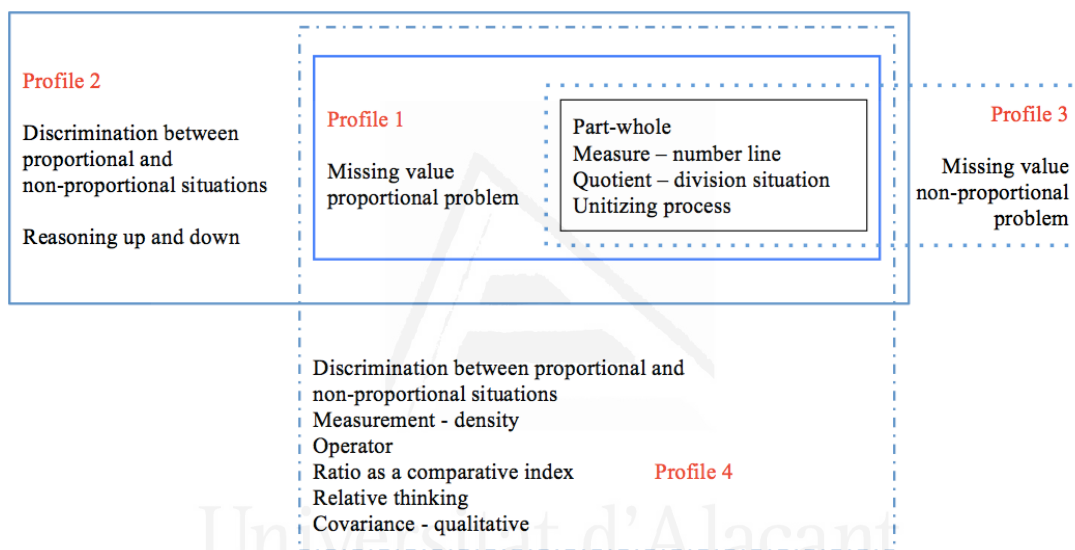 Profile 2
Discrimination between
proportional and
non-proportional situations
Reasoning up and down
Profile 1
Missing value
proportional problem
Part-whole
Measure – number line
Quotient – division situation
Unitizing process
Profile 3
Missing value
non-proportional
problem
Discrimination between proportional and
non-proportional situations
Measurement - density
Operator
Ratio as a comparative index
Relative thinking
Covariance - qualitative
Profile 4
Universitat d'Alacant